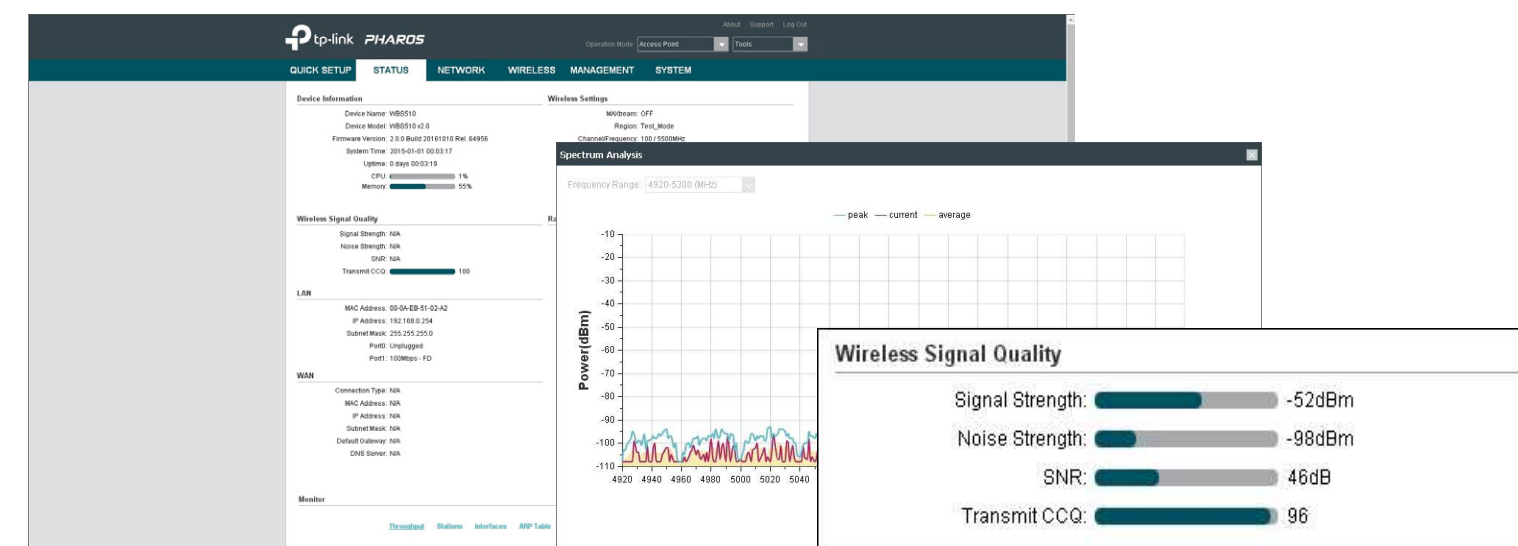 About Support Log Out
tp-link PHAROS
Operation Mode Access Point Tools
QUICK SETUP STATUS NETWORK WIRELESS MANAGEMENT SYSTEM
Device Information
Device Name: WBS510
Device Model: WBS510 v2.0
Firmware Version: 2.0.0 Build 20161010 Rel. 64956
System Time: 2015-01-01 00:03:17
Uptime: 0 days 00:03:19
CPU: 1%
Memory: 55%
Wireless Settings
MAXtream: OFF
Region: Test_Mode
Channel/Frequency: 100 / 5500MHz
Wireless Signal Quality
Signal Strength: N/A
Noise Strength: N/A
SNR: N/A
Transmit CCQ: 100
Ra
LAN
MAC Address: 00-0A-EB-51-02-A2
IP Address: 192.168.0.254
Subnet Mask: 255.255.255.0
Port0: Unplugged
Port1: 100Mbps - FD
WAN
Connection Type: N/A
MAC Address: N/A
IP Address: N/A
Subnet Mask: N/A
Default Gateway: N/A
DNS Server: N/A
Monitor
Throughput Stations Interfaces ARP Table
Spectrum Analysis
Frequency Range: 4920-5300 (MHz)
peak current average
Power(dBm)
-10
-20
-30
-40
-50
-60
-70
-80
-90
-100
-110
4920 4940 4960 4980 5000 5020 5040
Wireless Signal Quality
Signal Strength: -52dBm
Noise Strength: -98dBm
SNR: 46dB
Transmit CCQ: 96